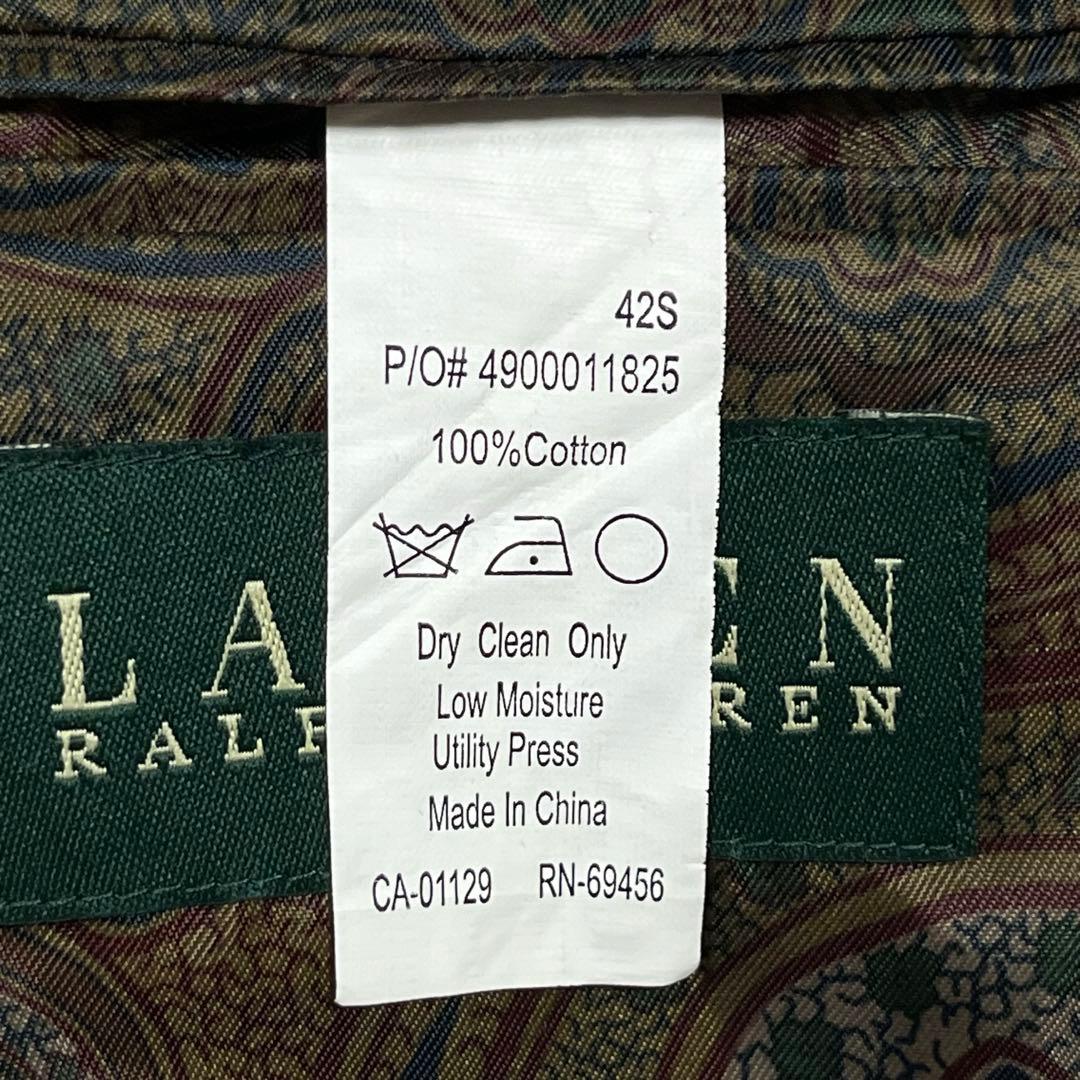 42S
P/O# 4900011825
100%Cotton
Dry Clean Only
Low Moisture
Utility Press
Made In China
CA-01129 RN-69456
LA EN
RALF REN